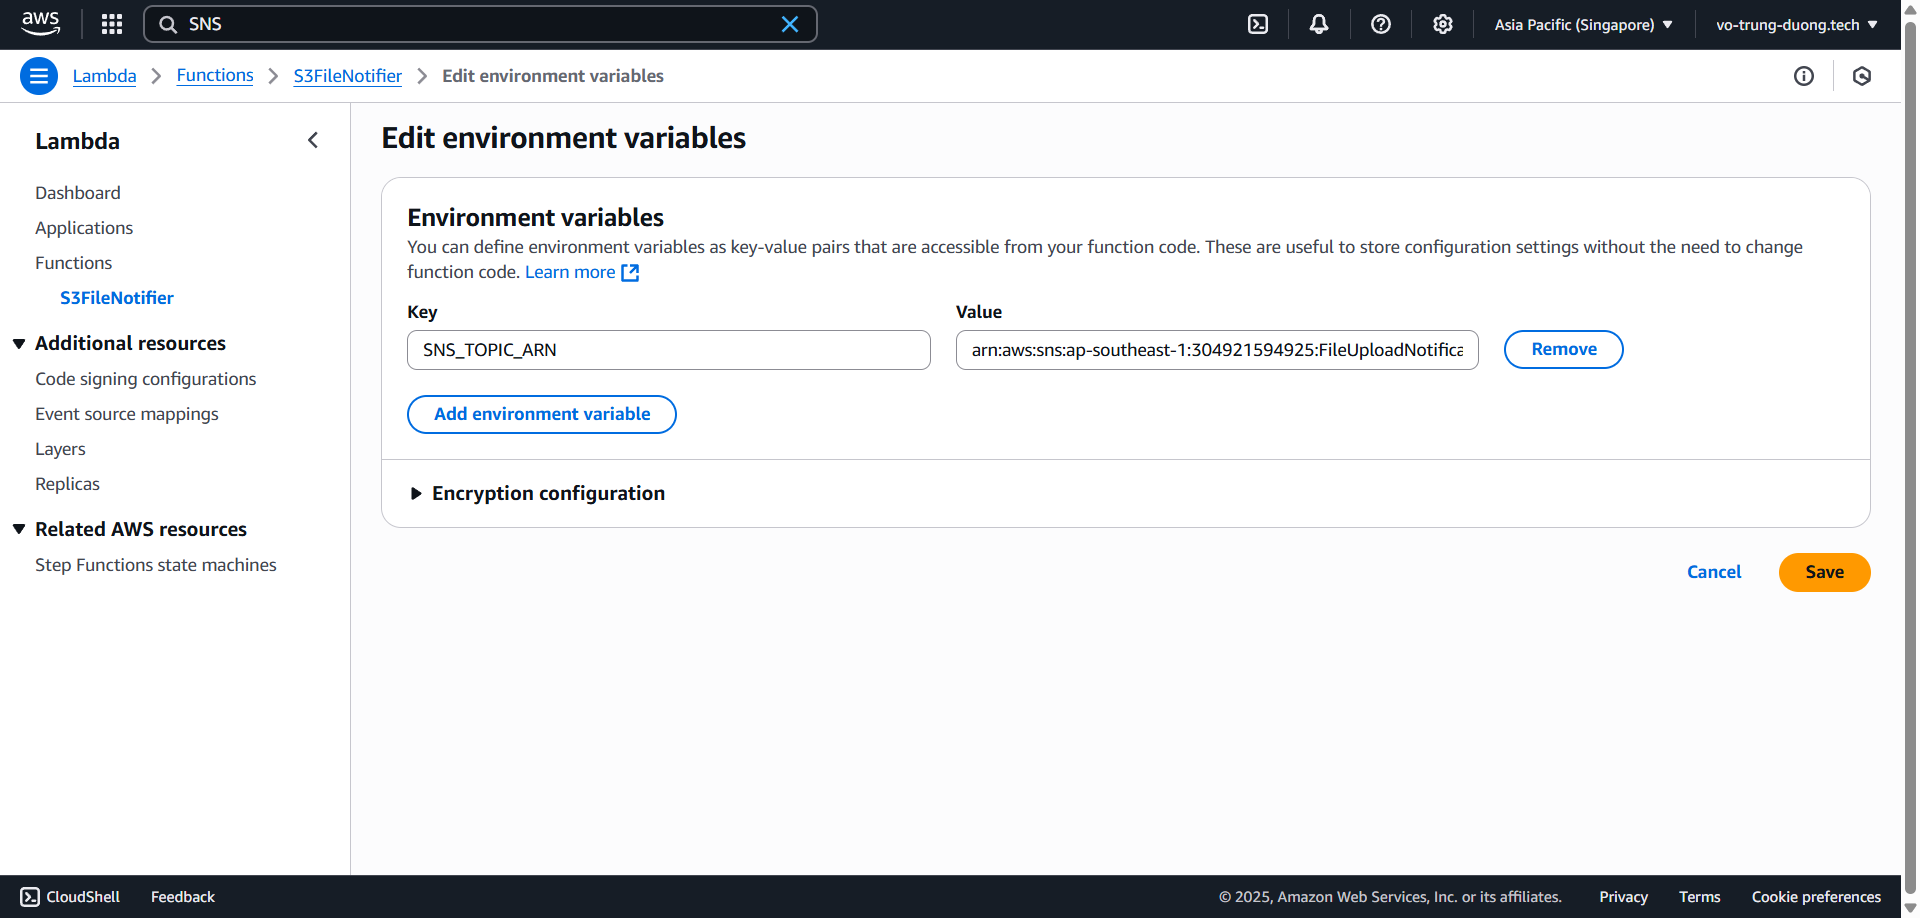 aws
SNS
Asia Pacific (Singapore)
vo-trung-duong.tech
Lambda
Functions
S3FileNotifier
Edit environment variables
Lambda
Dashboard
Applications
Functions
S3FileNotifier
Additional resources
Code signing configurations
Event source mappings
Layers
Replicas
Related AWS resources
Step Functions state machines
Edit environment variables
Environment variables
You can define environment variables as key-value pairs that are accessible from your function code. These are useful to store configuration settings without the need to change
function code. Learn more
Key
Value
SNS_TOPIC_ARN
arn:aws:sns:ap-southeast-1:304921594925:FileUploadNotifica
Remove
Add environment variable
Encryption configuration
Cancel
Save
CloudShell
Feedback
© 2025, Amazon Web Services, Inc. or its affiliates.
Privacy
Terms
Cookie preferences